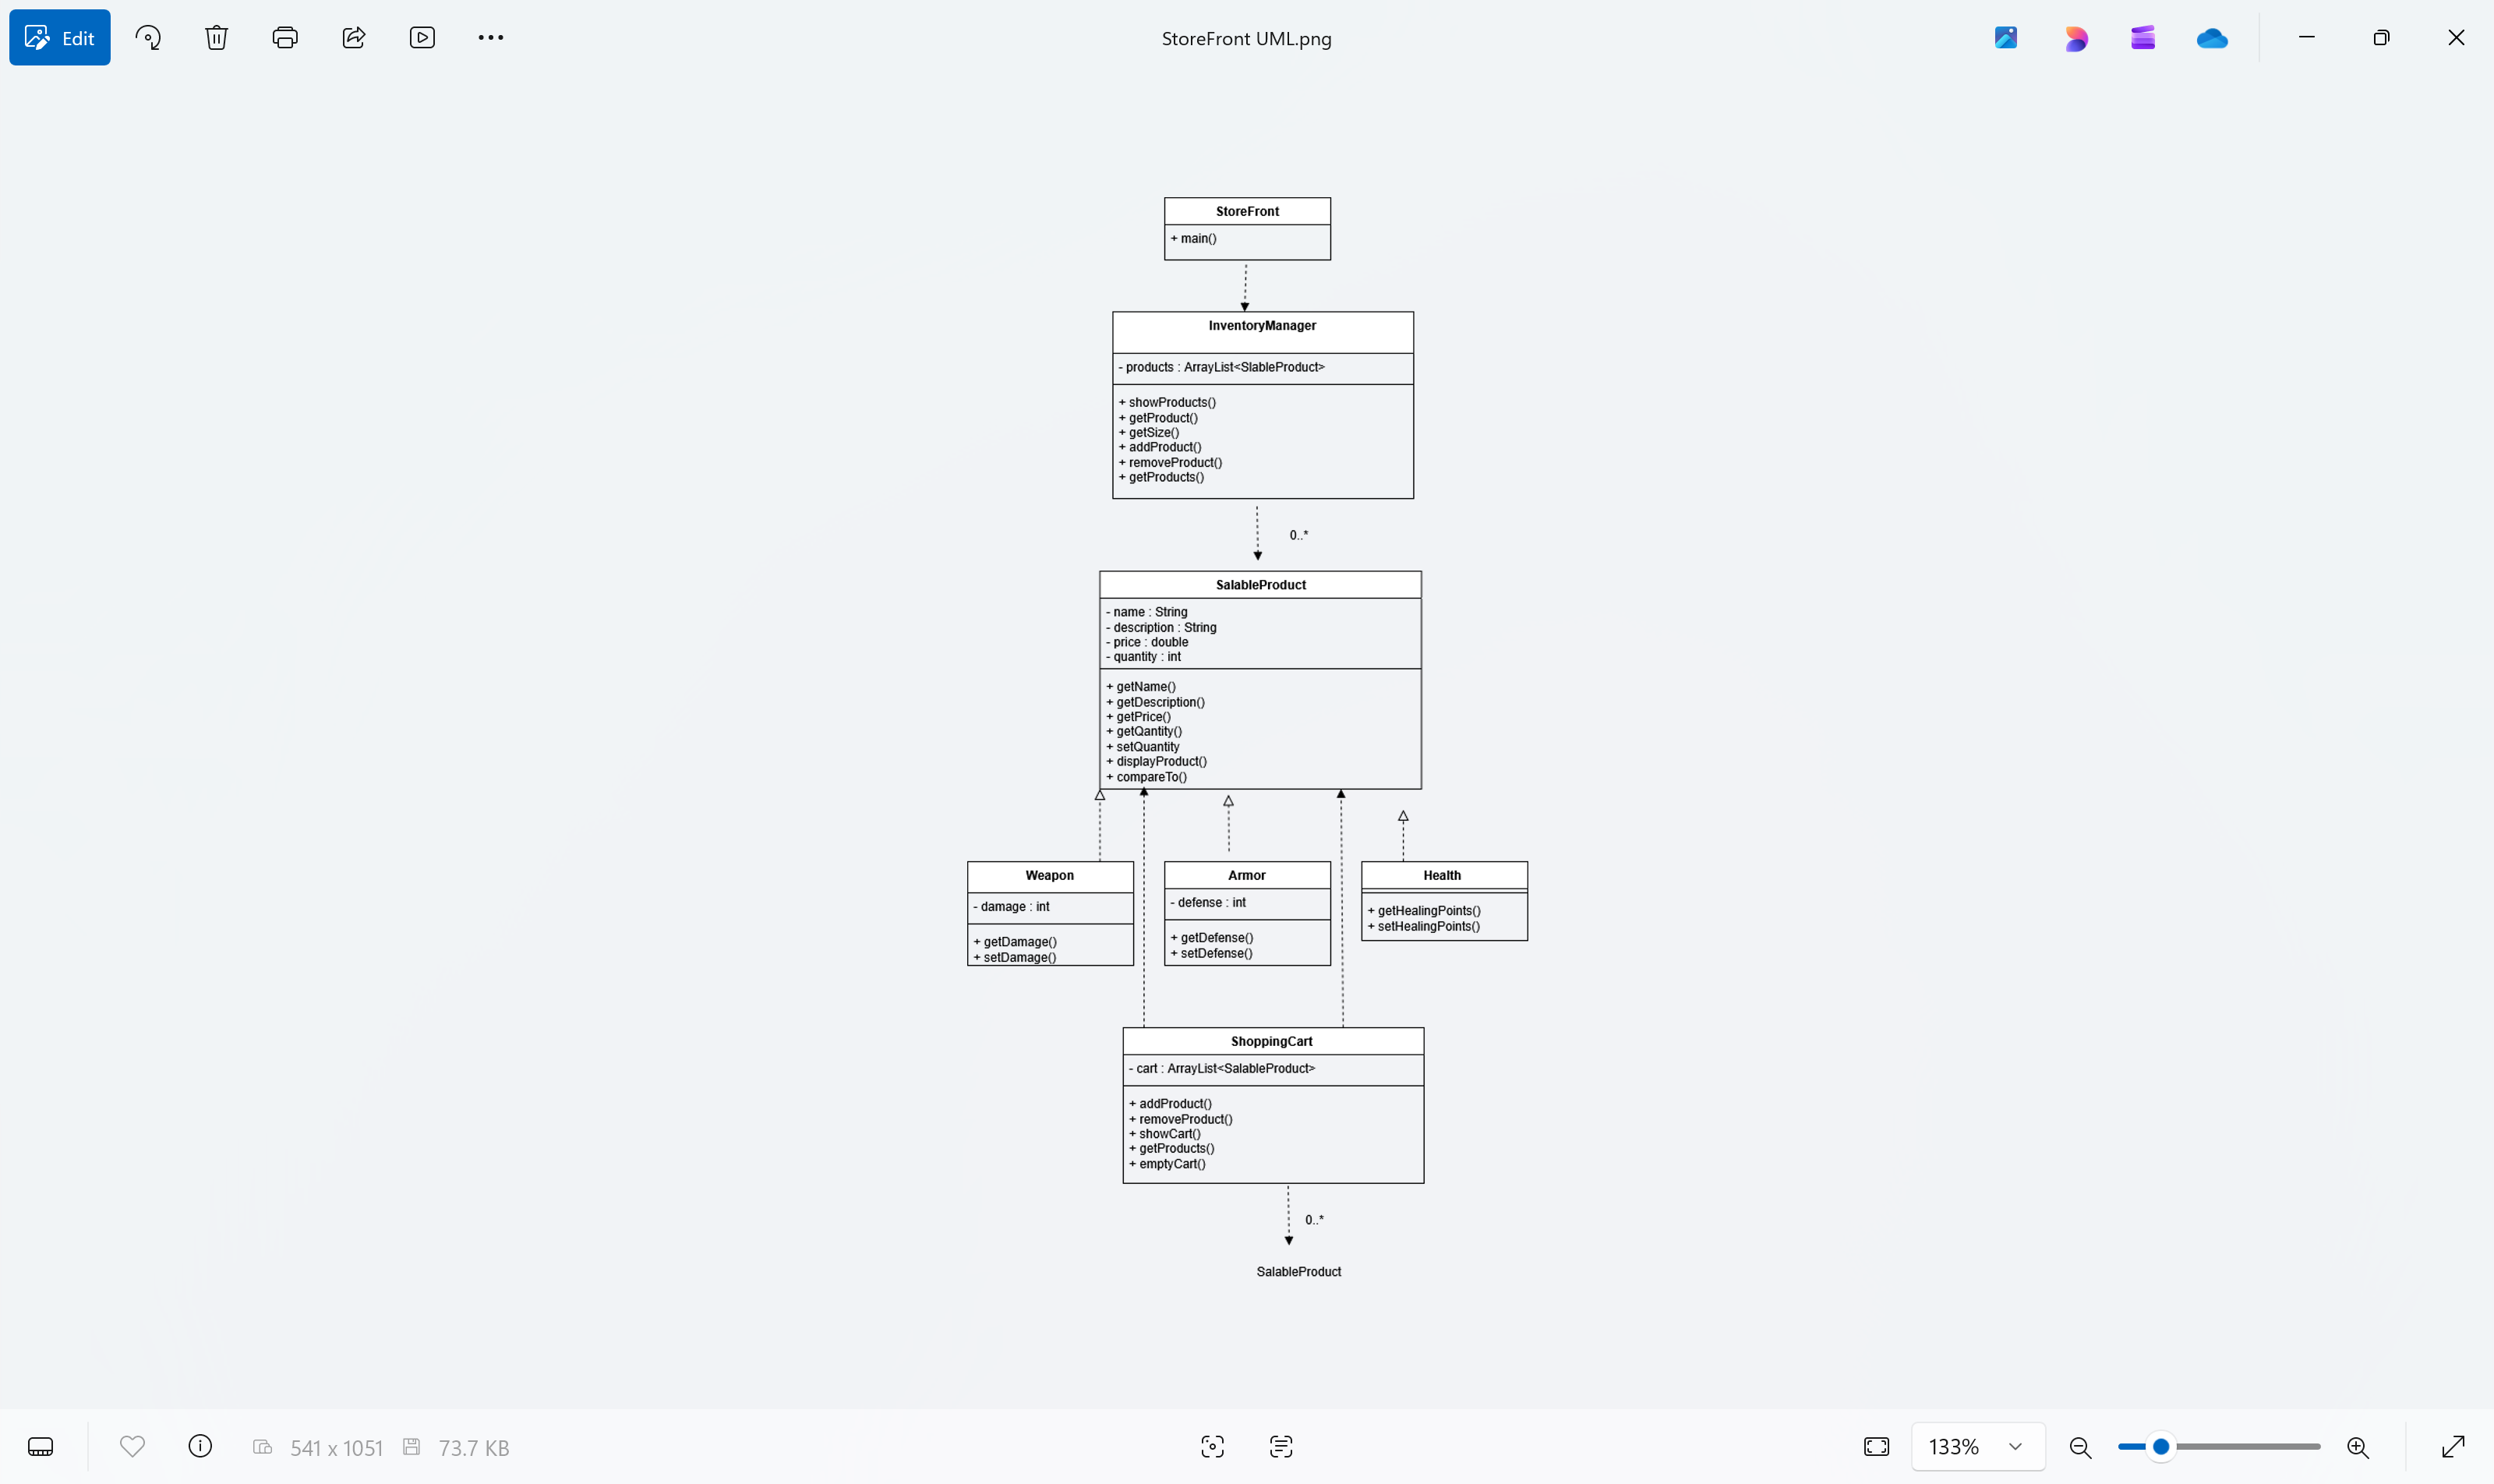 Edit
StoreFront UML.png
StoreFront
+ main()
InventoryManager
- products : ArrayList<SlableProduct>
+ showProducts()
+ getProduct()
+ getSize()
+ addProduct()
+ removeProduct()
+ getProducts()
0..*
SalableProduct
- name : String
- description : String
- price : double
- quantity : int
+ getName()
+ getDescription()
+ getPrice()
+ getQantity()
+ setQuantity
+ displayProduct()
+ compareTo()
Weapon
- damage : int
+ getDamage()
+ setDamage()
Armor
- defense : int
+ getDefense()
+ setDefense()
Health
+ getHealingPoints()
+ setHealingPoints()
ShoppingCart
- cart : ArrayList<SalableProduct>
+ addProduct()
+ removeProduct()
+ showCart()
+ getProducts()
+ emptyCart()
0..*
SalableProduct
541 x 1051
73.7 KB
133%